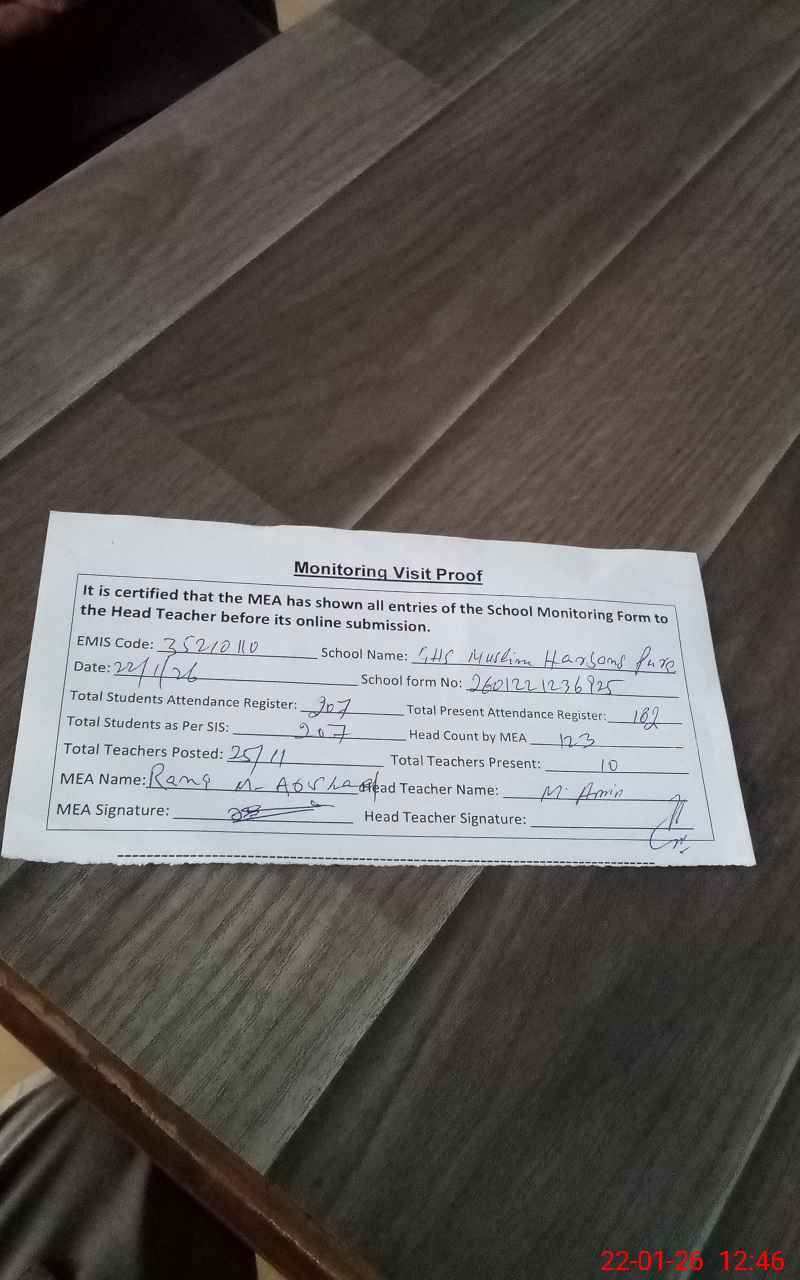 Monitoring Visit Proof
It is certified that the MEA has shown all entries of the School Monitoring Form to
the Head Teacher before its online submission.
EMIS Code: 35210110 School Name: GHS Muslim
Date: 22/1/26 School form No: 2601221236925
Total Students Attendance Register: 207 Total Present Attendance Register: 182
Total Students as Per SIS: 207 Head Count by MEA 123
Total Teachers Posted: 25/11 Total Teachers Present: 10
MEA Name: Rana M. Head Teacher Name: M. Amin
MEA Signature: Head Teacher Signature:
22-01-26 12:46